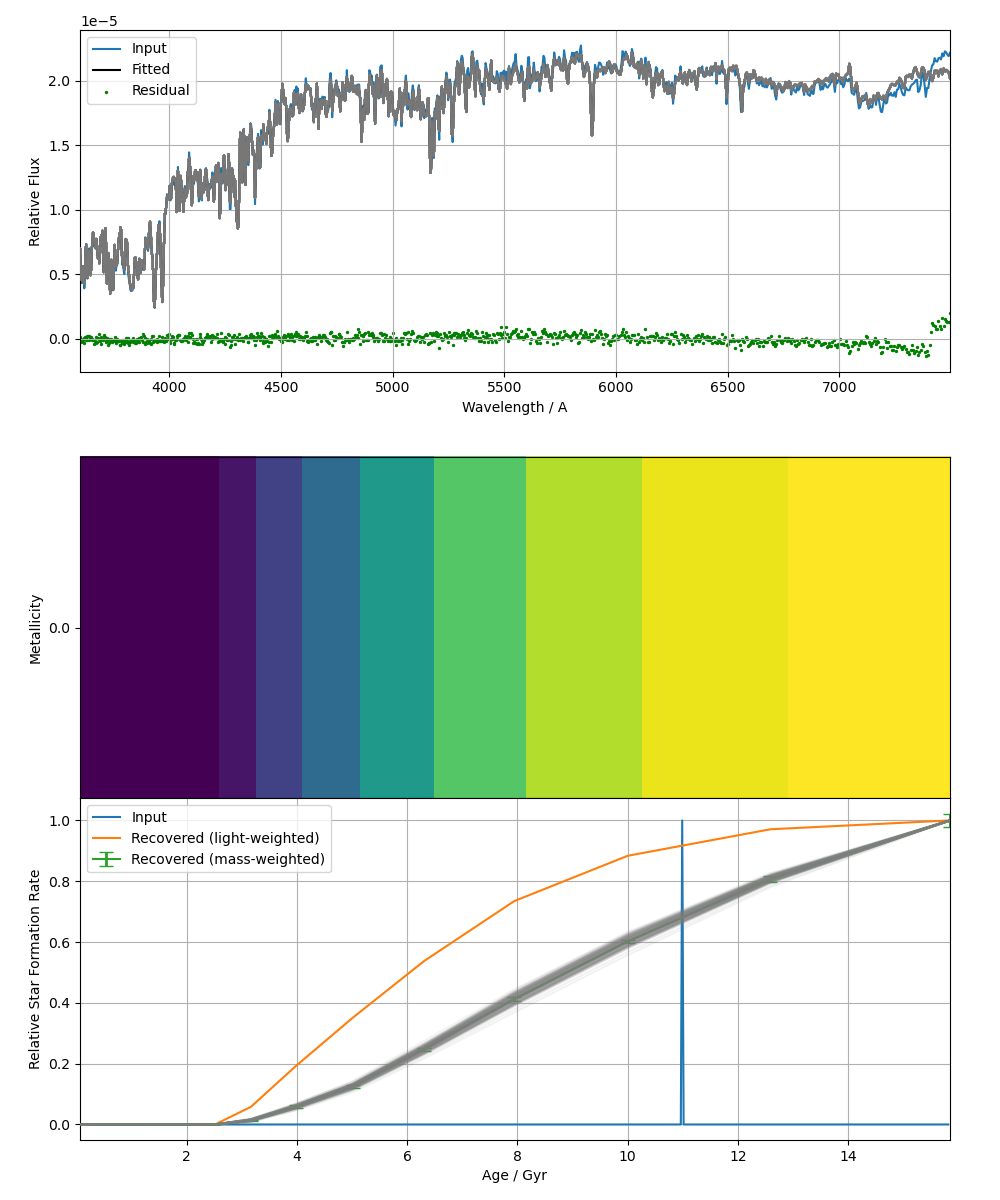 1e−5
Input
Fitted
Residual
2.0
1.5
1.0
0.5
0.0
Relative Flux
4000 4500 5000 5500 6000 6500 7000
Wavelength / A
Metallicity
0.0
Input
Recovered (light-weighted)
Recovered (mass-weighted)
1.0
0.8
0.6
0.4
0.2
0.0
Relative Star Formation Rate
2 4 6 8 10 12 14
Age / Gyr